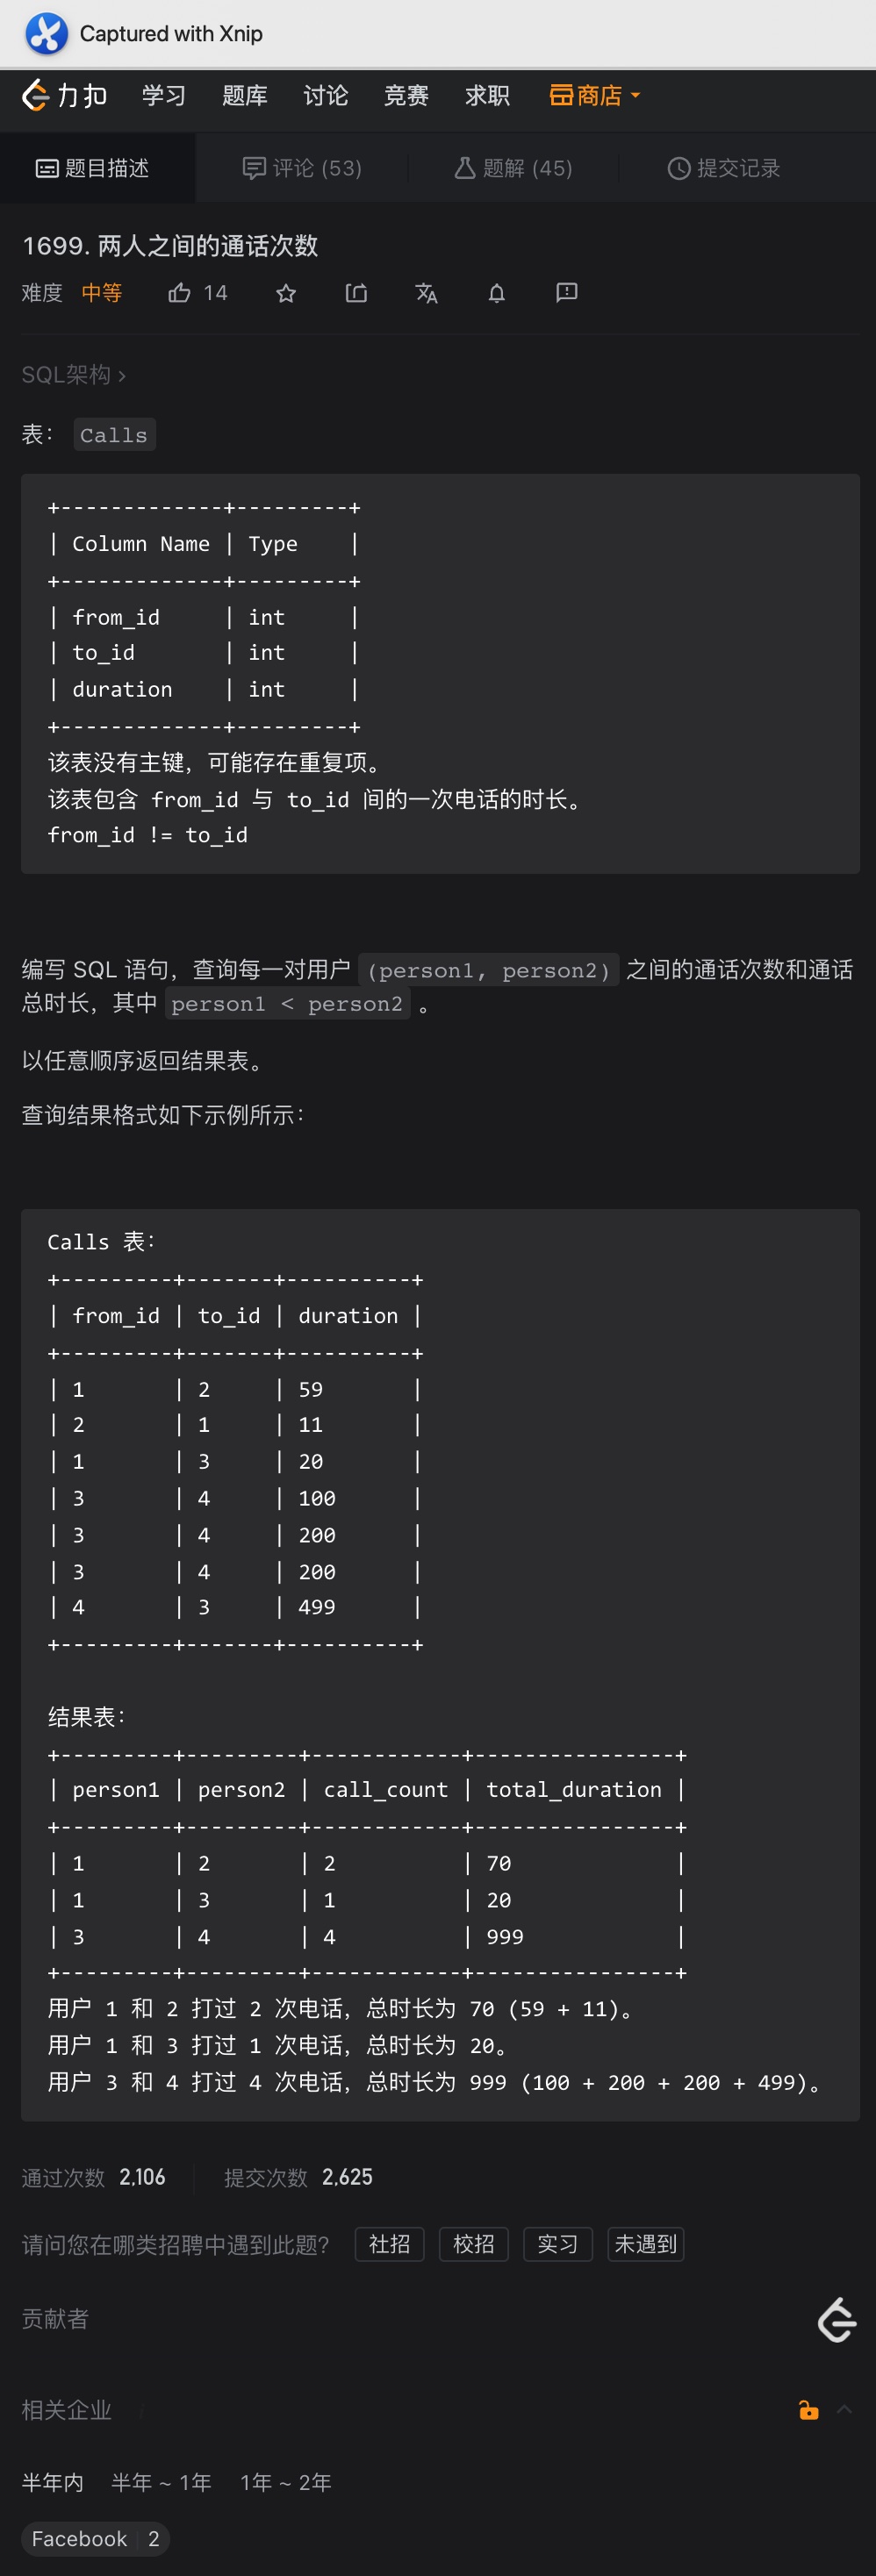 Captured with Xnip
力扣 学习 题库 讨论 竞赛 求职 商店
题目描述 评论 (53) 题解 (45) 提交记录
1699. 两人之间的通话次数
难度 中等 14
SQL架构 ›
表： Calls
+-------------+---------+
| Column Name | Type    |
+-------------+---------+
| from_id     | int     |
| to_id       | int     |
| duration    | int     |
+-------------+---------+
该表没有主键，可能存在重复项。
该表包含 from_id 与 to_id 间的一次电话的时长。
from_id != to_id
编写 SQL 语句，查询每一对用户 (person1, person2) 之间的通话次数和通话
总时长，其中 person1 < person2 。
以任意顺序返回结果表。
查询结果格式如下示例所示：
Calls 表：
+---------+-------+----------+
| from_id | to_id | duration |
+---------+-------+----------+
| 1       | 2     | 59       |
| 2       | 1     | 11       |
| 1       | 3     | 20       |
| 3       | 4     | 100      |
| 3       | 4     | 200      |
| 3       | 4     | 200      |
| 4       | 3     | 499      |
+---------+-------+----------+
结果表：
+---------+---------+------------+----------------+
| person1 | person2 | call_count | total_duration |
+---------+---------+------------+----------------+
| 1       | 2       | 2          | 70             |
| 1       | 3       | 1          | 20             |
| 3       | 4       | 4          | 999            |
+---------+---------+------------+----------------+
用户 1 和 2 打过 2 次电话，总时长为 70 (59 + 11)。
用户 1 和 3 打过 1 次电话，总时长为 20。
用户 3 和 4 打过 4 次电话，总时长为 999 (100 + 200 + 200 + 499)。
通过次数 2,106 提交次数 2,625
请问您在哪类招聘中遇到此题? 社招 校招 实习 未遇到
贡献者
相关企业
半年内 半年 ~ 1年 1年 ~ 2年
Facebook 2